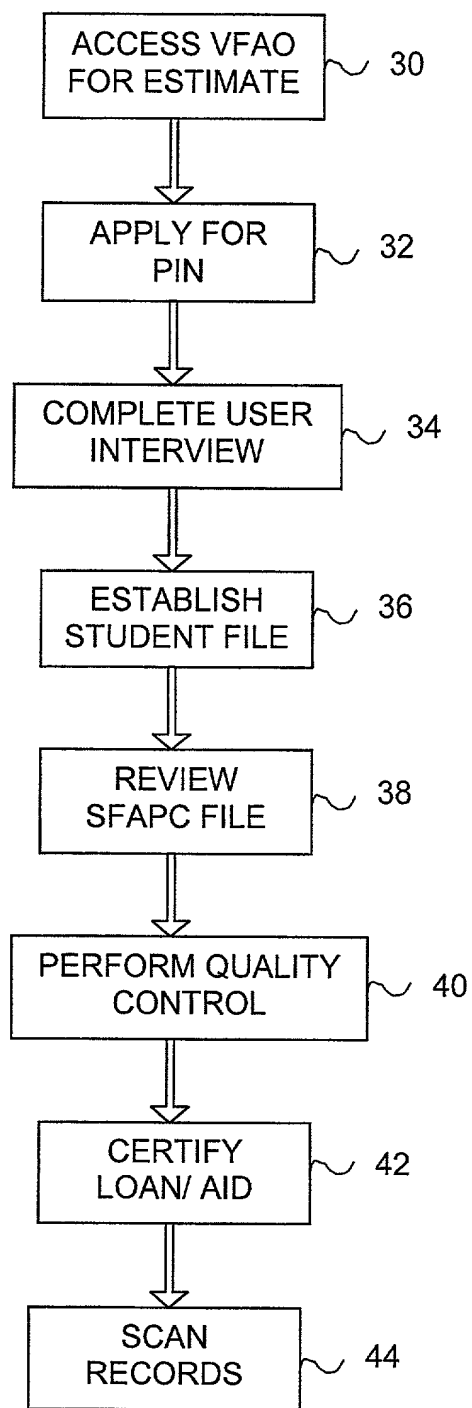 ACCESS VFAO
FOR ESTIMATE
30
APPLY FOR
PIN
32
COMPLETE USER
INTERVIEW
34
ESTABLISH
STUDENT FILE
36
REVIEW
SFAPC FILE
38
PERFORM QUALITY
CONTROL
40
CERTIFY
LOAN/ AID
42
SCAN
RECORDS
44